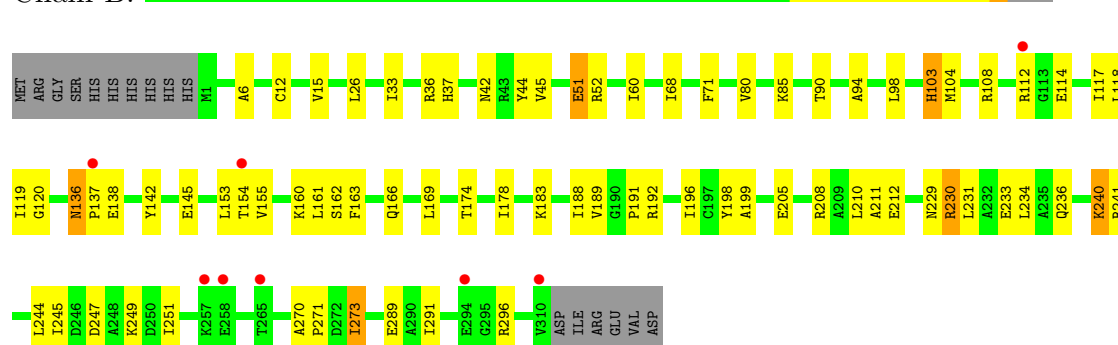 MET ARG GLY SER HIS HIS HIS HIS HIS HIS M1 A6 C12 V15 L26 I33 R36 H37 N42 R43 Y44 V45 E51 R52 I60 I68 F71 V80 K85 T90 A94 L98 H103 M104 R108 R112 G113 E114 I117
I119 G120 N136 P137 E138 Y142 E145 L153 T154 V155 K160 L161 S162 F163 Q166 L169 T174 I178 K183 I188 V189 G190 P191 R192 I196 C197 Y198 A199 E205 R208 A209 L210 A211 E212 N229 R230 L231 A232 E233 L234 A235 Q236 K240
L244 I245 D246 D247 A248 K249 D250 I251 K257 E258 T265 A270 P271 D272 I273 E289 A290 I291 E294 G295 R296 V310 ASP ILE ARG GLU VAL ASP